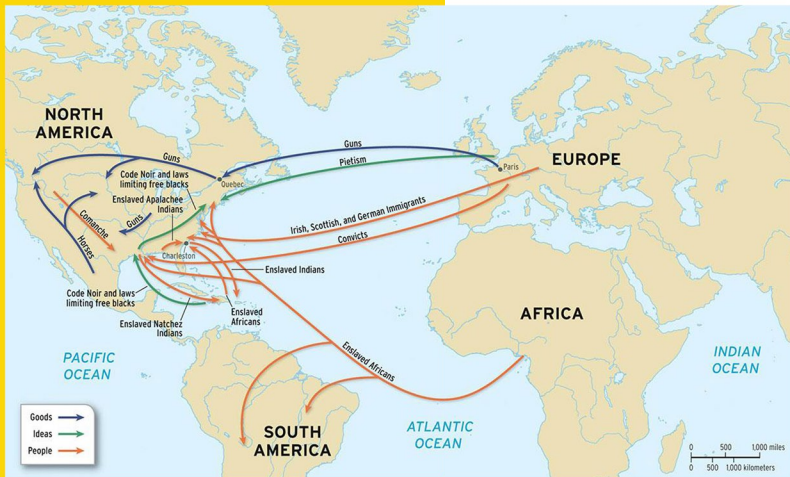 NORTH
AMERICA
Guns
Code Noir and laws
limiting free blacks
Quebec
Enslaved Apalachee
Indians
Guns
Comanche
Horses
Charleston
Code Noir and laws
limiting free blacks
Enslaved Natchez
Indians
Enslaved
Africans
Enslaved Indians
Guns
Pietism
Paris
EUROPE
Irish, Scottish, and German Immigrants
Convicts
AFRICA
Enslaved Africans
PACIFIC
OCEAN
SOUTH
AMERICA
ATLANTIC
OCEAN
INDIAN
OCEAN
Goods
Ideas
People
0 500 1,000 miles
0 500 1,000 kilometers